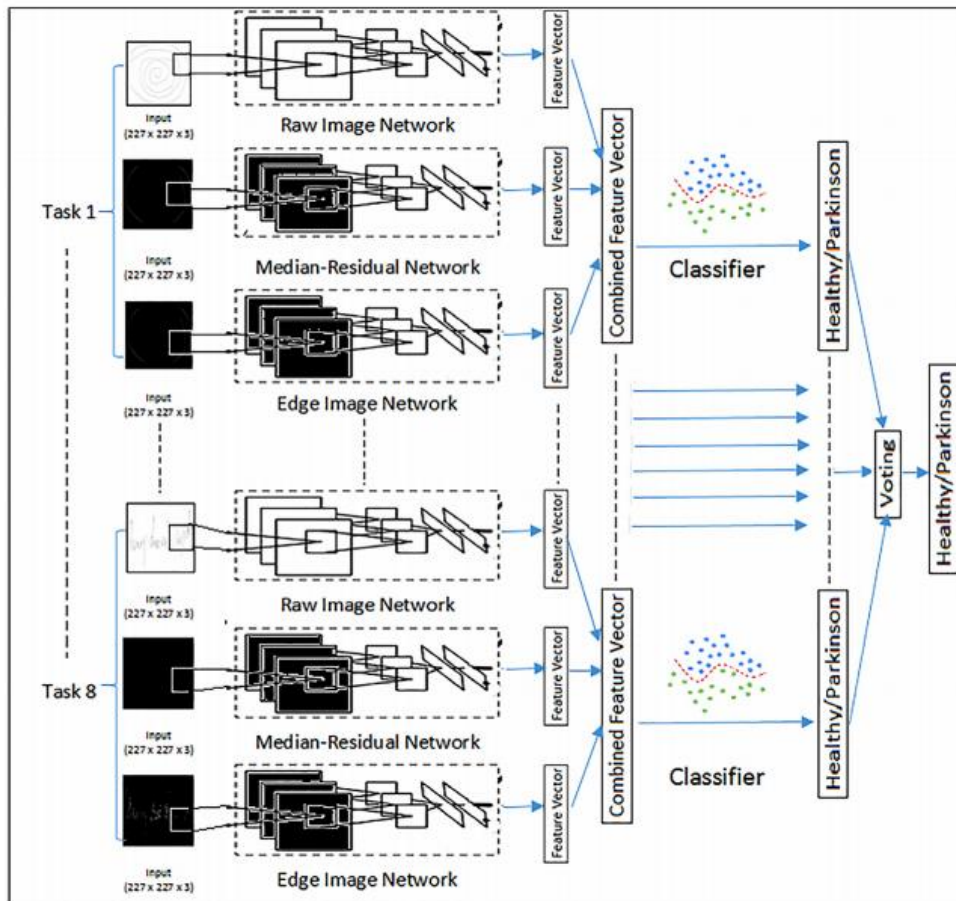 Task 1
Input
(227 x 227 x 3)
Raw Image Network
Feature Vector
Input
(227 x 227 x 3)
Median-Residual Network
Feature Vector
Input
(227 x 227 x 3)
Edge Image Network
Feature Vector
Combined Feature Vector
Classifier
Healthy/Parkinson
Task 8
Input
(227 x 227 x 3)
Raw Image Network
Feature Vector
Input
(227 x 227 x 3)
Median-Residual Network
Feature Vector
Input
(227 x 227 x 3)
Edge Image Network
Feature Vector
Combined Feature Vector
Classifier
Healthy/Parkinson
Voting
Healthy/Parkinson